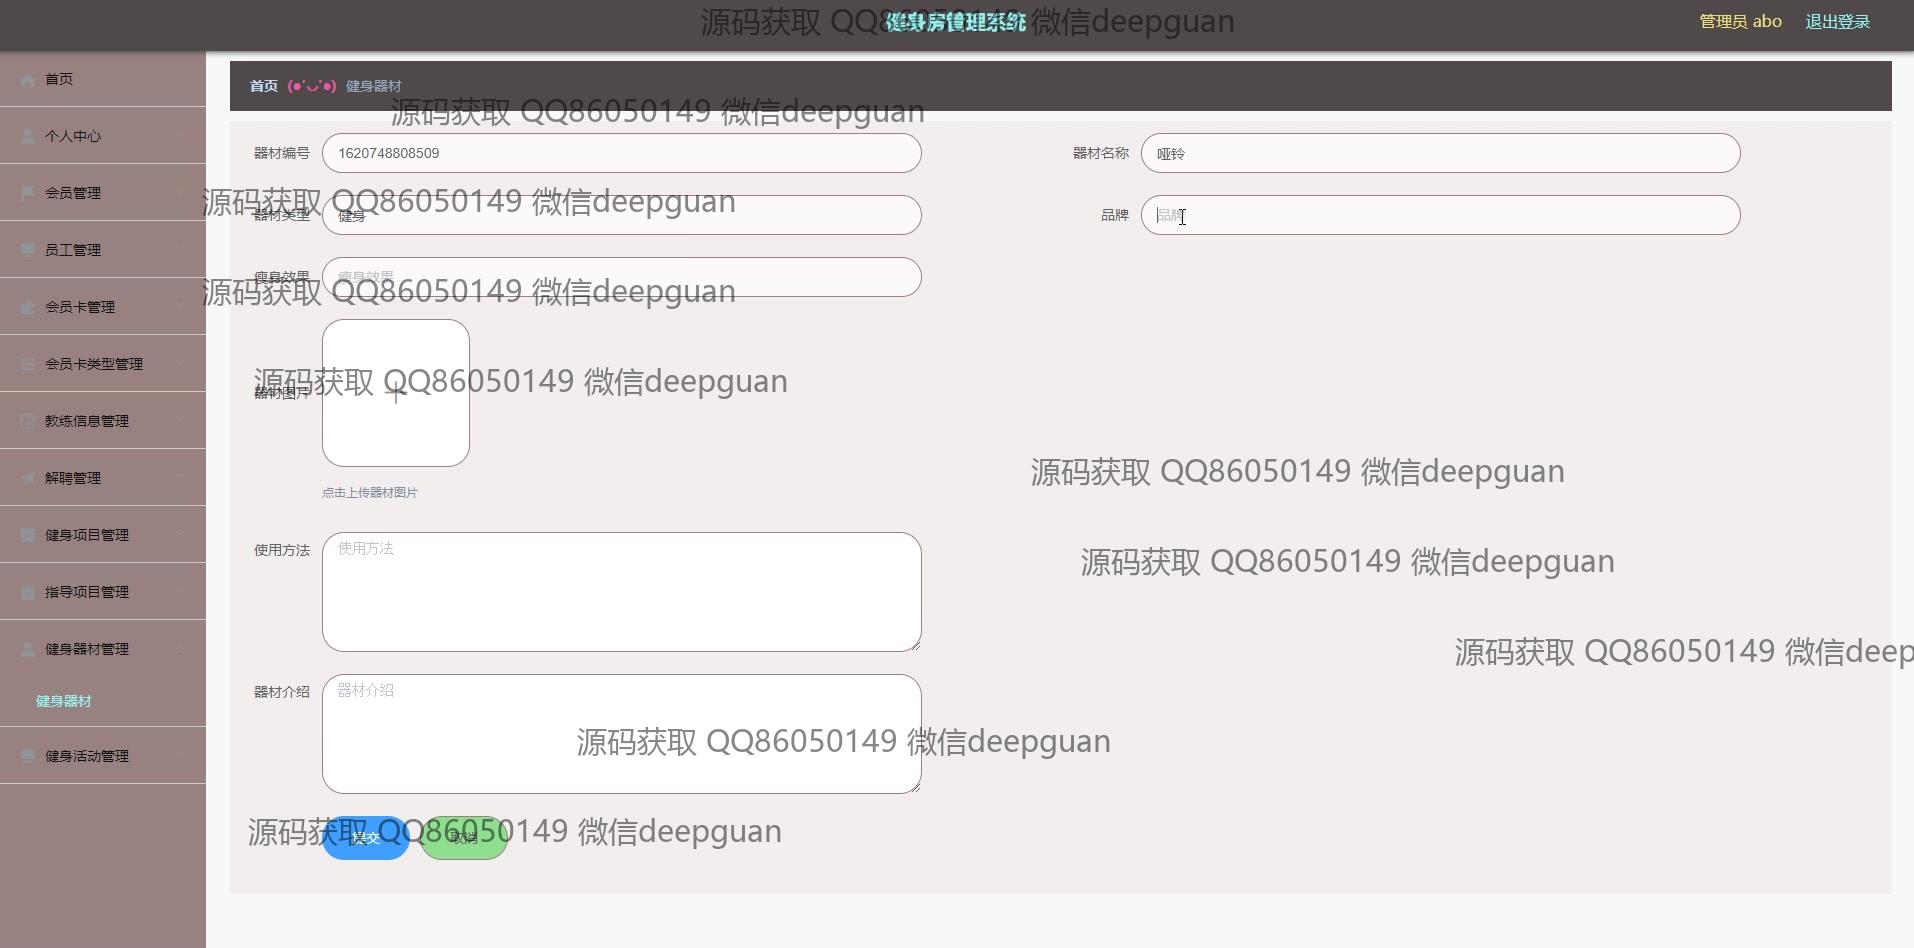 健身房管理系统
源码获取 QQ86050149 微信deepguan
管理员 abo 退出登录
首页
个人中心
会员管理
员工管理
会员卡管理
会员卡类型管理
教练信息管理
解聘管理
健身项目管理
指导项目管理
健身器材管理
健身器材
健身活动管理
首页 (●'◡'●) 健身器材
源码获取 QQ86050149 微信deepguan
器材编号 1620748808509 器材名称 哑铃
源码获取 QQ86050149 微信deepguan
器材类型 健身 品牌 品牌
瘦身效果 瘦身效果
源码获取 QQ86050149 微信deepguan
源码获取 QQ86050149 微信deepguan
器材图片
源码获取 QQ86050149 微信deepguan
点击上传器材图片
使用方法 使用方法
源码获取 QQ86050149 微信deepguan
源码获取 QQ86050149 微信deep
器材介绍 器材介绍
源码获取 QQ86050149 微信deepguan
源码获取 QQ86050149 微信deepguan
提交 取消